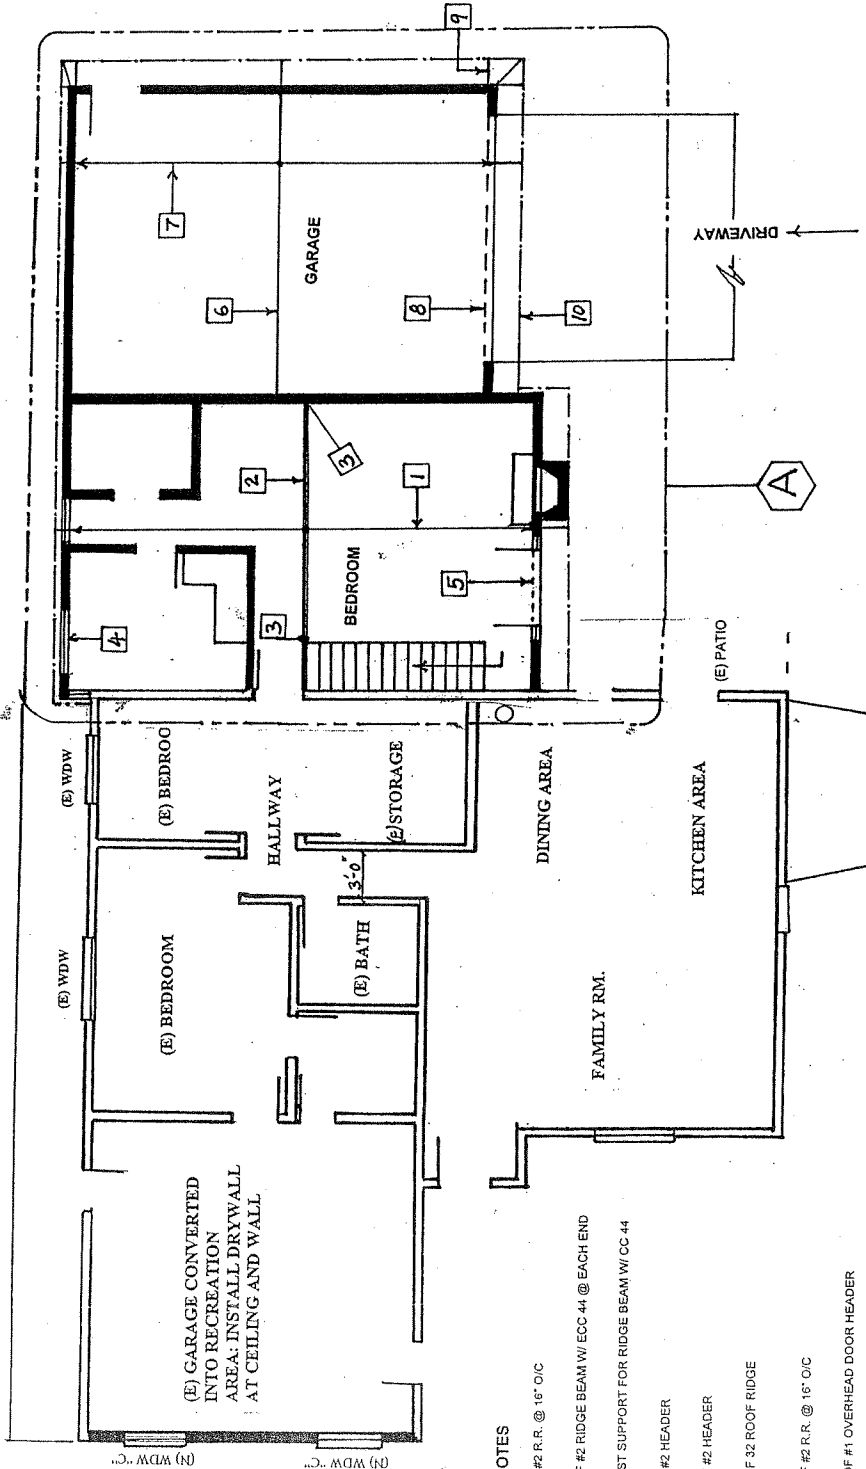 9
7
GARAGE
6
8
10
DRIVEWAY
2
3
1
BEDROOM
5
4
3
A
(E) PATIO
(E) WDW
(E) BEDROO
HALLWAY
(E)STORAGE
DINING AREA
KITCHEN AREA
3'-0"
(E) WDW
(E) BEDROOM
(E) BATH
FAMILY RM.
(E) GARAGE CONVERTED
INTO RECREATION
AREA: INSTALL DRYWALL
AT CEILING AND WALL
(N) WDW "C"
(N) WDW "C"
OTES
#2 R.R. @ 16" O/C
#2 RIDGE BEAM W/ ECC 44 @ EACH END
ST SUPPORT FOR RIDGE BEAM W/ CC 44
#2 HEADER
#2 HEADER
F 32 ROOF RIDGE
#2 R.R. @ 16" O/C
OF #1 OVERHEAD DOOR HEADER